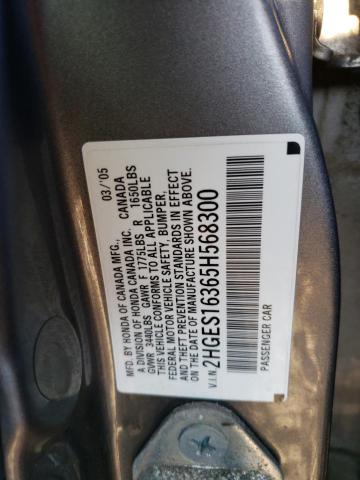 MFD. BY HONDA OF CANADA MFG., 03/'05
A DIVISION OF HONDA CANADA INC. CANADA
GVWR 3440LBS GAWR F 1775LBS R 1650LBS
THIS VEHICLE CONFORMS TO ALL APPLICABLE
FEDERAL MOTOR VEHICLE SAFETY, BUMPER,
AND THEFT PREVENTION STANDARDS IN EFFECT
ON THE DATE OF MANUFACTURE SHOWN ABOVE.
V.I.N. 2HGES16365H568300
PASSENGER CAR